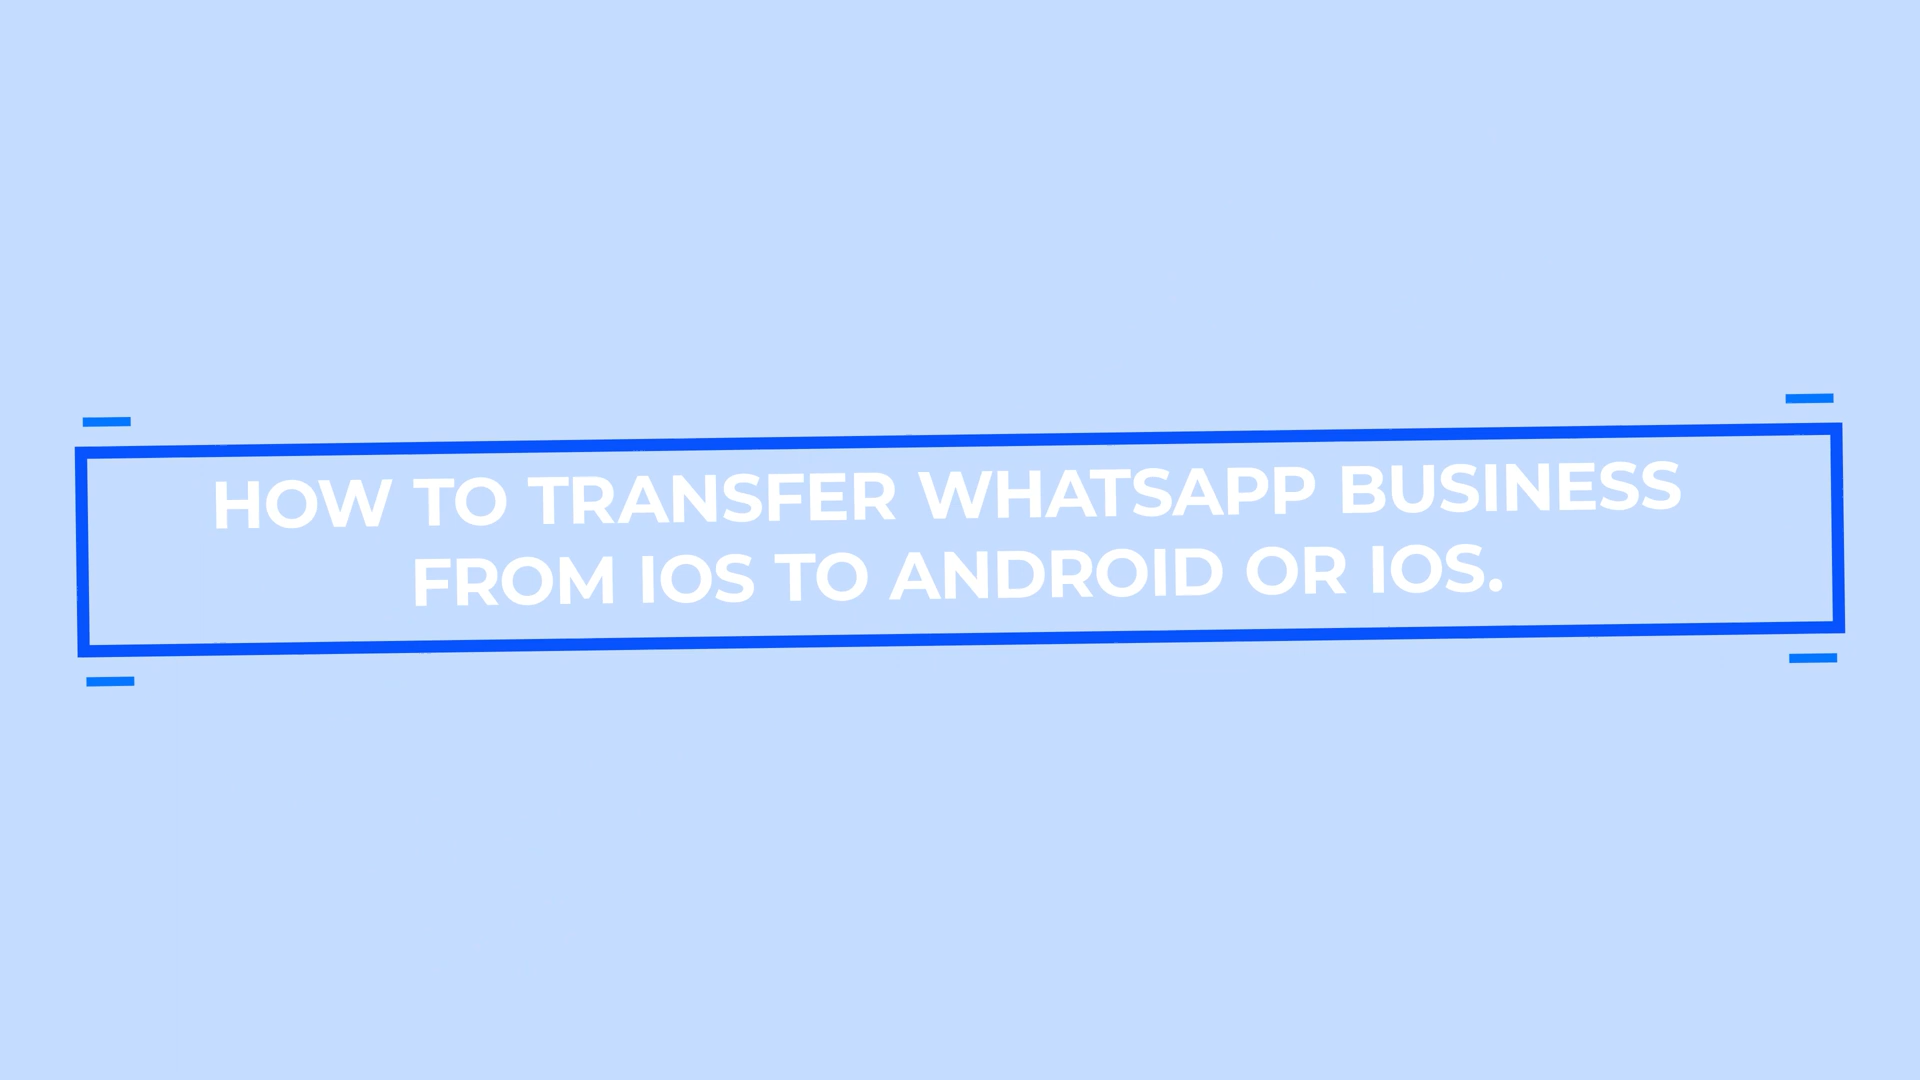 HOW TO TRANSFER WHATSAPP BUSINESS
FROM IOS TO ANDROID OR IOS.